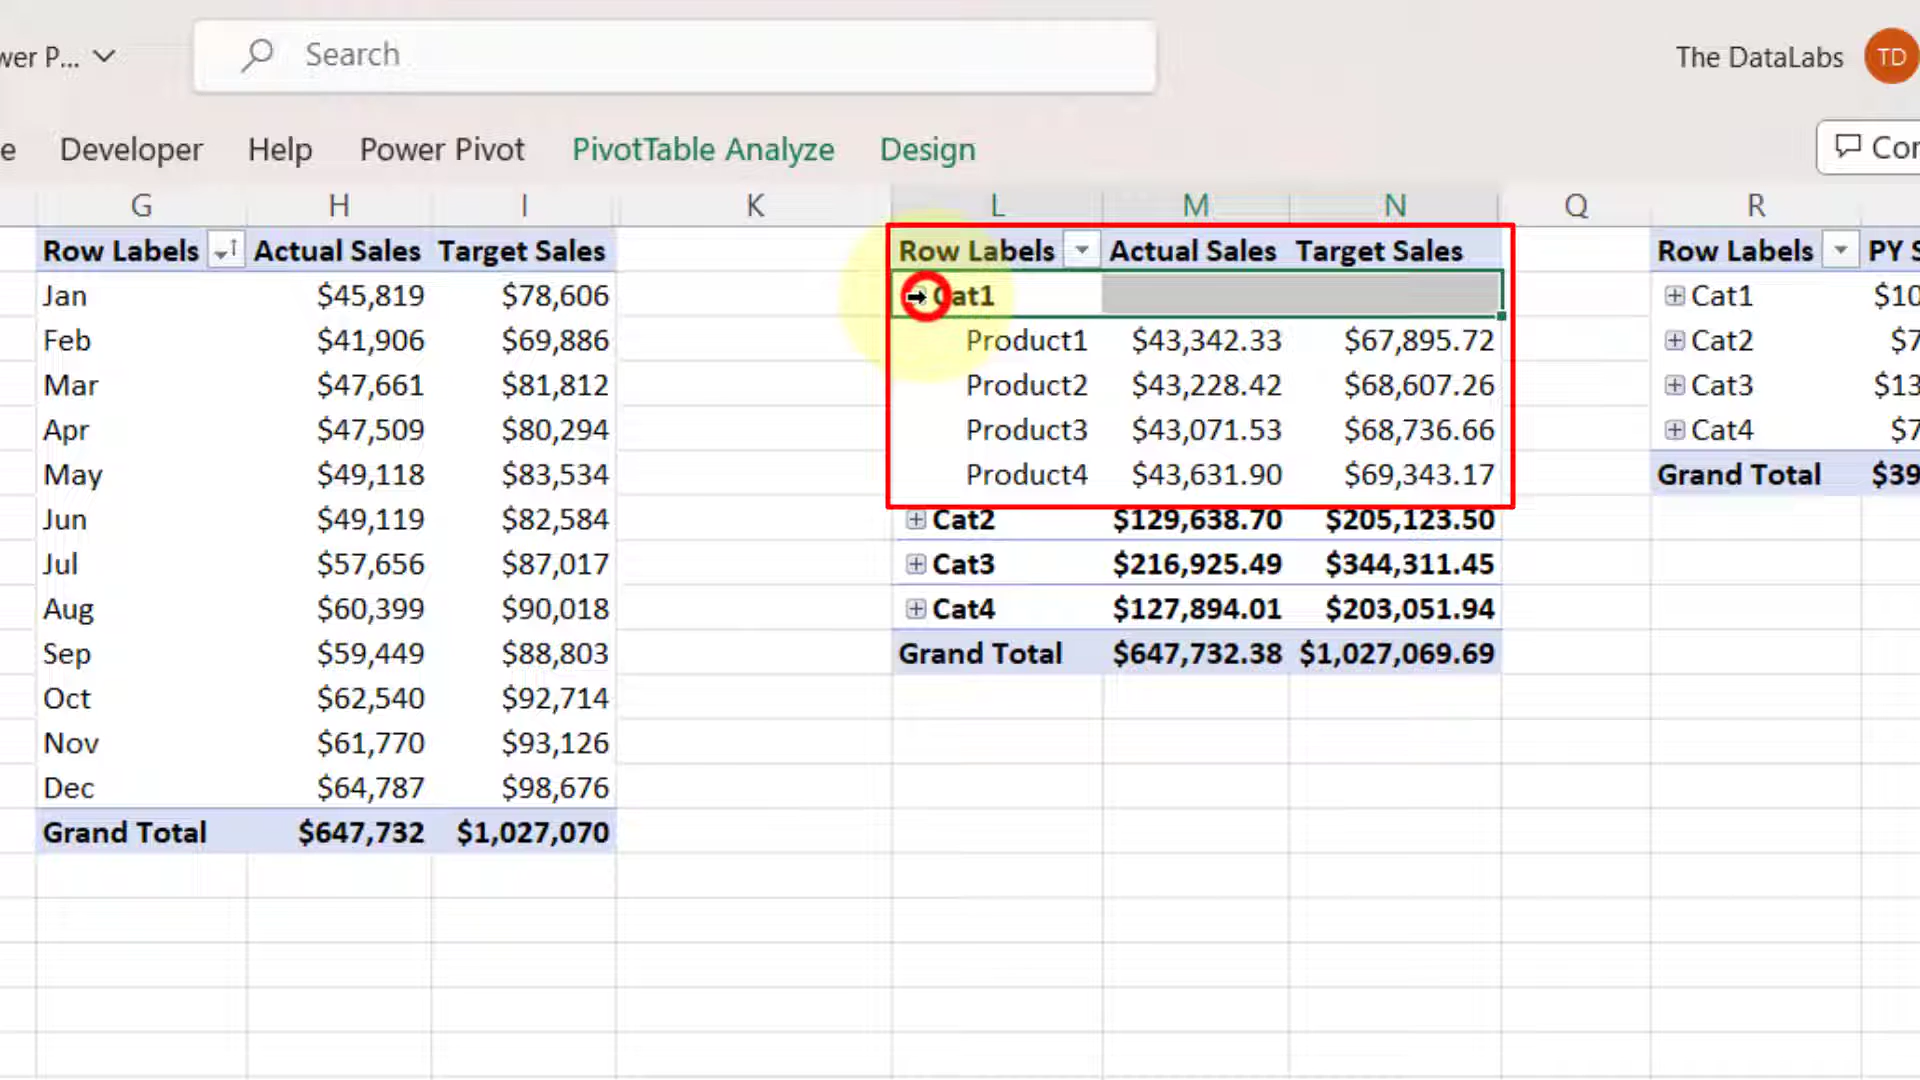 wer P...
Search
The DataLabs TD
e Developer Help Power Pivot PivotTable Analyze Design
Con
G H I K L M N Q R
Row Labels Actual Sales Target Sales
Jan $45,819 $78,606
Feb $41,906 $69,886
Mar $47,661 $81,812
Apr $47,509 $80,294
May $49,118 $83,534
Jun $49,119 $82,584
Jul $57,656 $87,017
Aug $60,399 $90,018
Sep $59,449 $88,803
Oct $62,540 $92,714
Nov $61,770 $93,126
Dec $64,787 $98,676
Grand Total $647,732 $1,027,070
Row Labels Actual Sales Target Sales
Cat1
Product1 $43,342.33 $67,895.72
Product2 $43,228.42 $68,607.26
Product3 $43,071.53 $68,736.66
Product4 $43,631.90 $69,343.17
Cat2 $129,638.70 $205,123.50
Cat3 $216,925.49 $344,311.45
Cat4 $127,894.01 $203,051.94
Grand Total $647,732.38 $1,027,069.69
Row Labels PY S
Cat1 $10
Cat2 $7
Cat3 $13
Cat4 $7
Grand Total $39